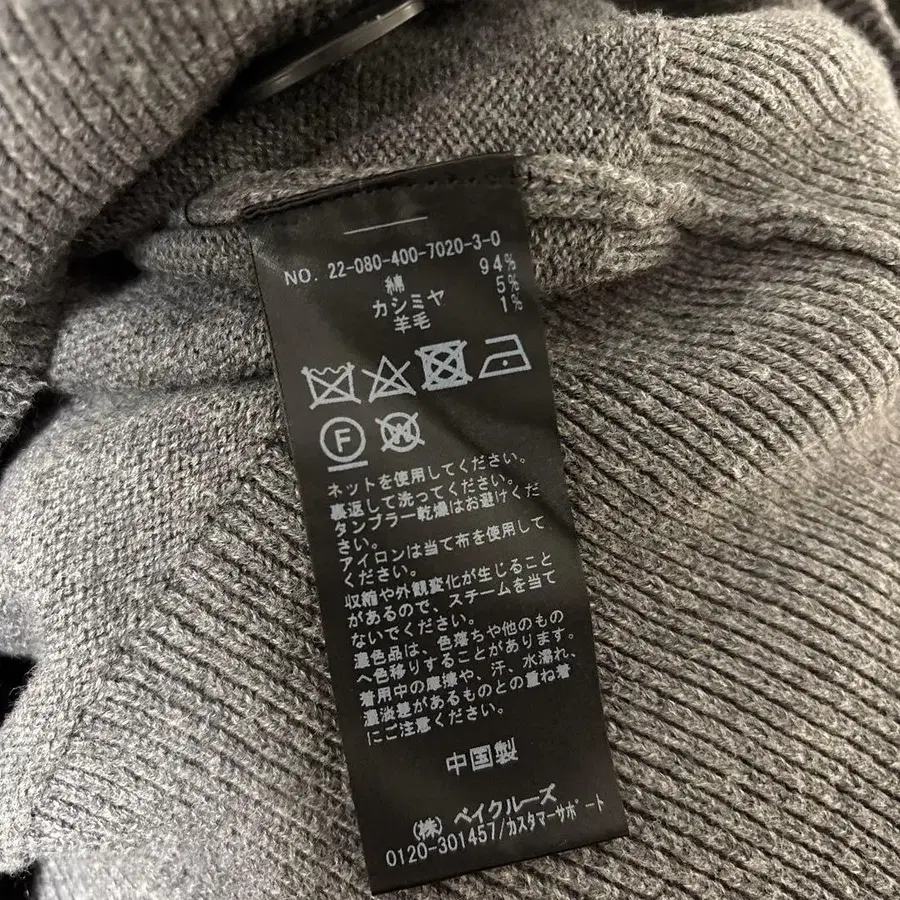 NO. 22-080-400-7020-3-0
綿 94%
カシミヤ 5%
羊毛 1%
F W
ネットを使用してください。
裏返して洗ってください。
タンブラー乾燥はお避けくだ
さい。
アイロンは当て布を使用して
ください。
収縮や外観変化が生じること
があるので、スチームを当て
ないでください。
濃色品は、色落ちや他のもの
へ色移りすることがあります。
着用中の摩擦や、汗、水濡れ、
濃淡差があるものとの重ね着
にご注意ください。
中国製
(株) ベイクルーズ
0120-301457/カスタマーサポート